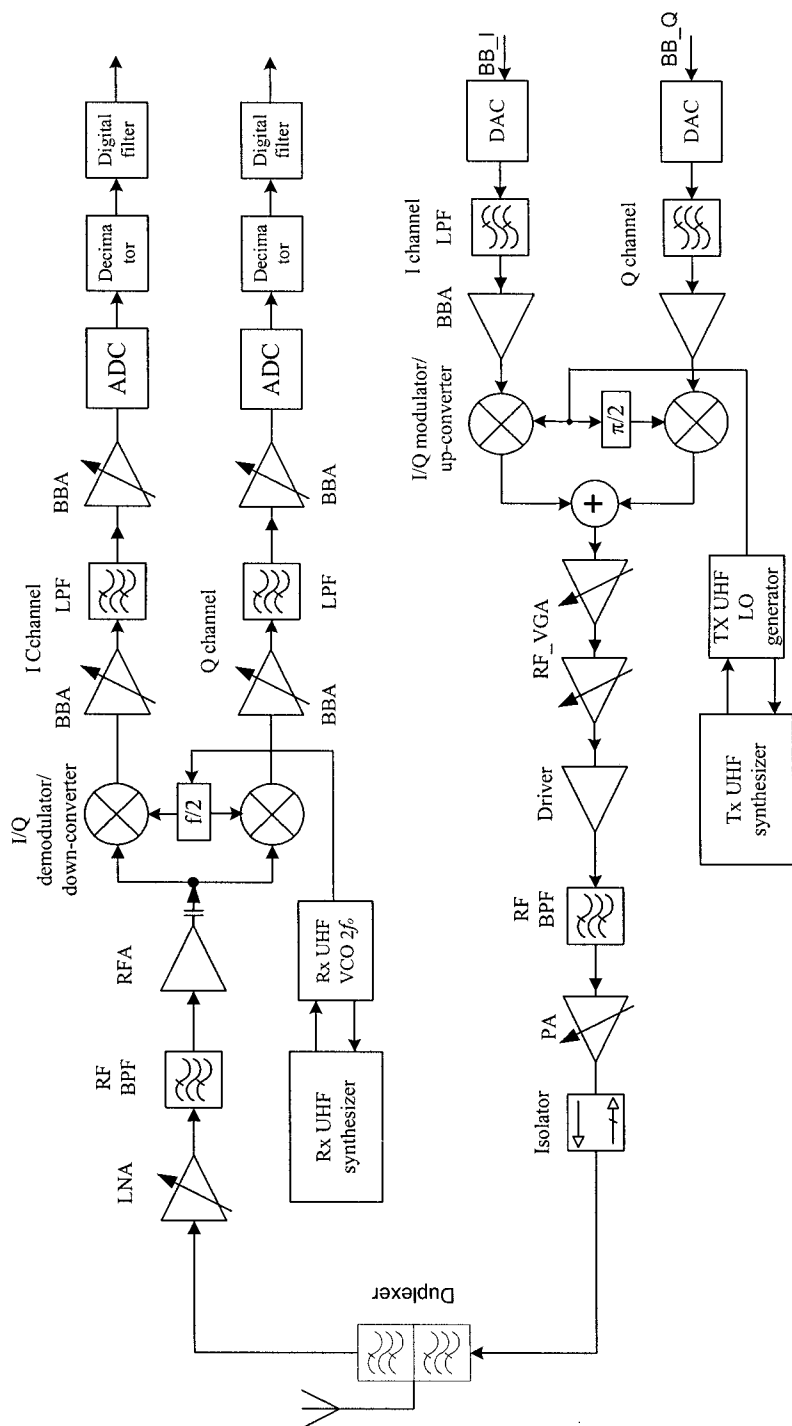 I/Q
demodulator/
down-converter
I Cchannel
LNA
RF
BPF
RFA
BBA
LPF
BBA
ADC
Decima
tor
Digital
filter
f/2
Q channel
BBA
LPF
BBA
ADC
Decima
tor
Digital
filter
Rx UHF
synthesizer
Rx UHF
VCO 2fₒ
Duplexer
I/Q modulator/
up-converter
BBA
I channel
LPF
DAC
BB_I
Isolator
PA
RF
BPF
Driver
RF_VGA
+
π/2
Q channel
DAC
BB_Q
Tx UHF
synthesizer
TX UHF
LO
generator